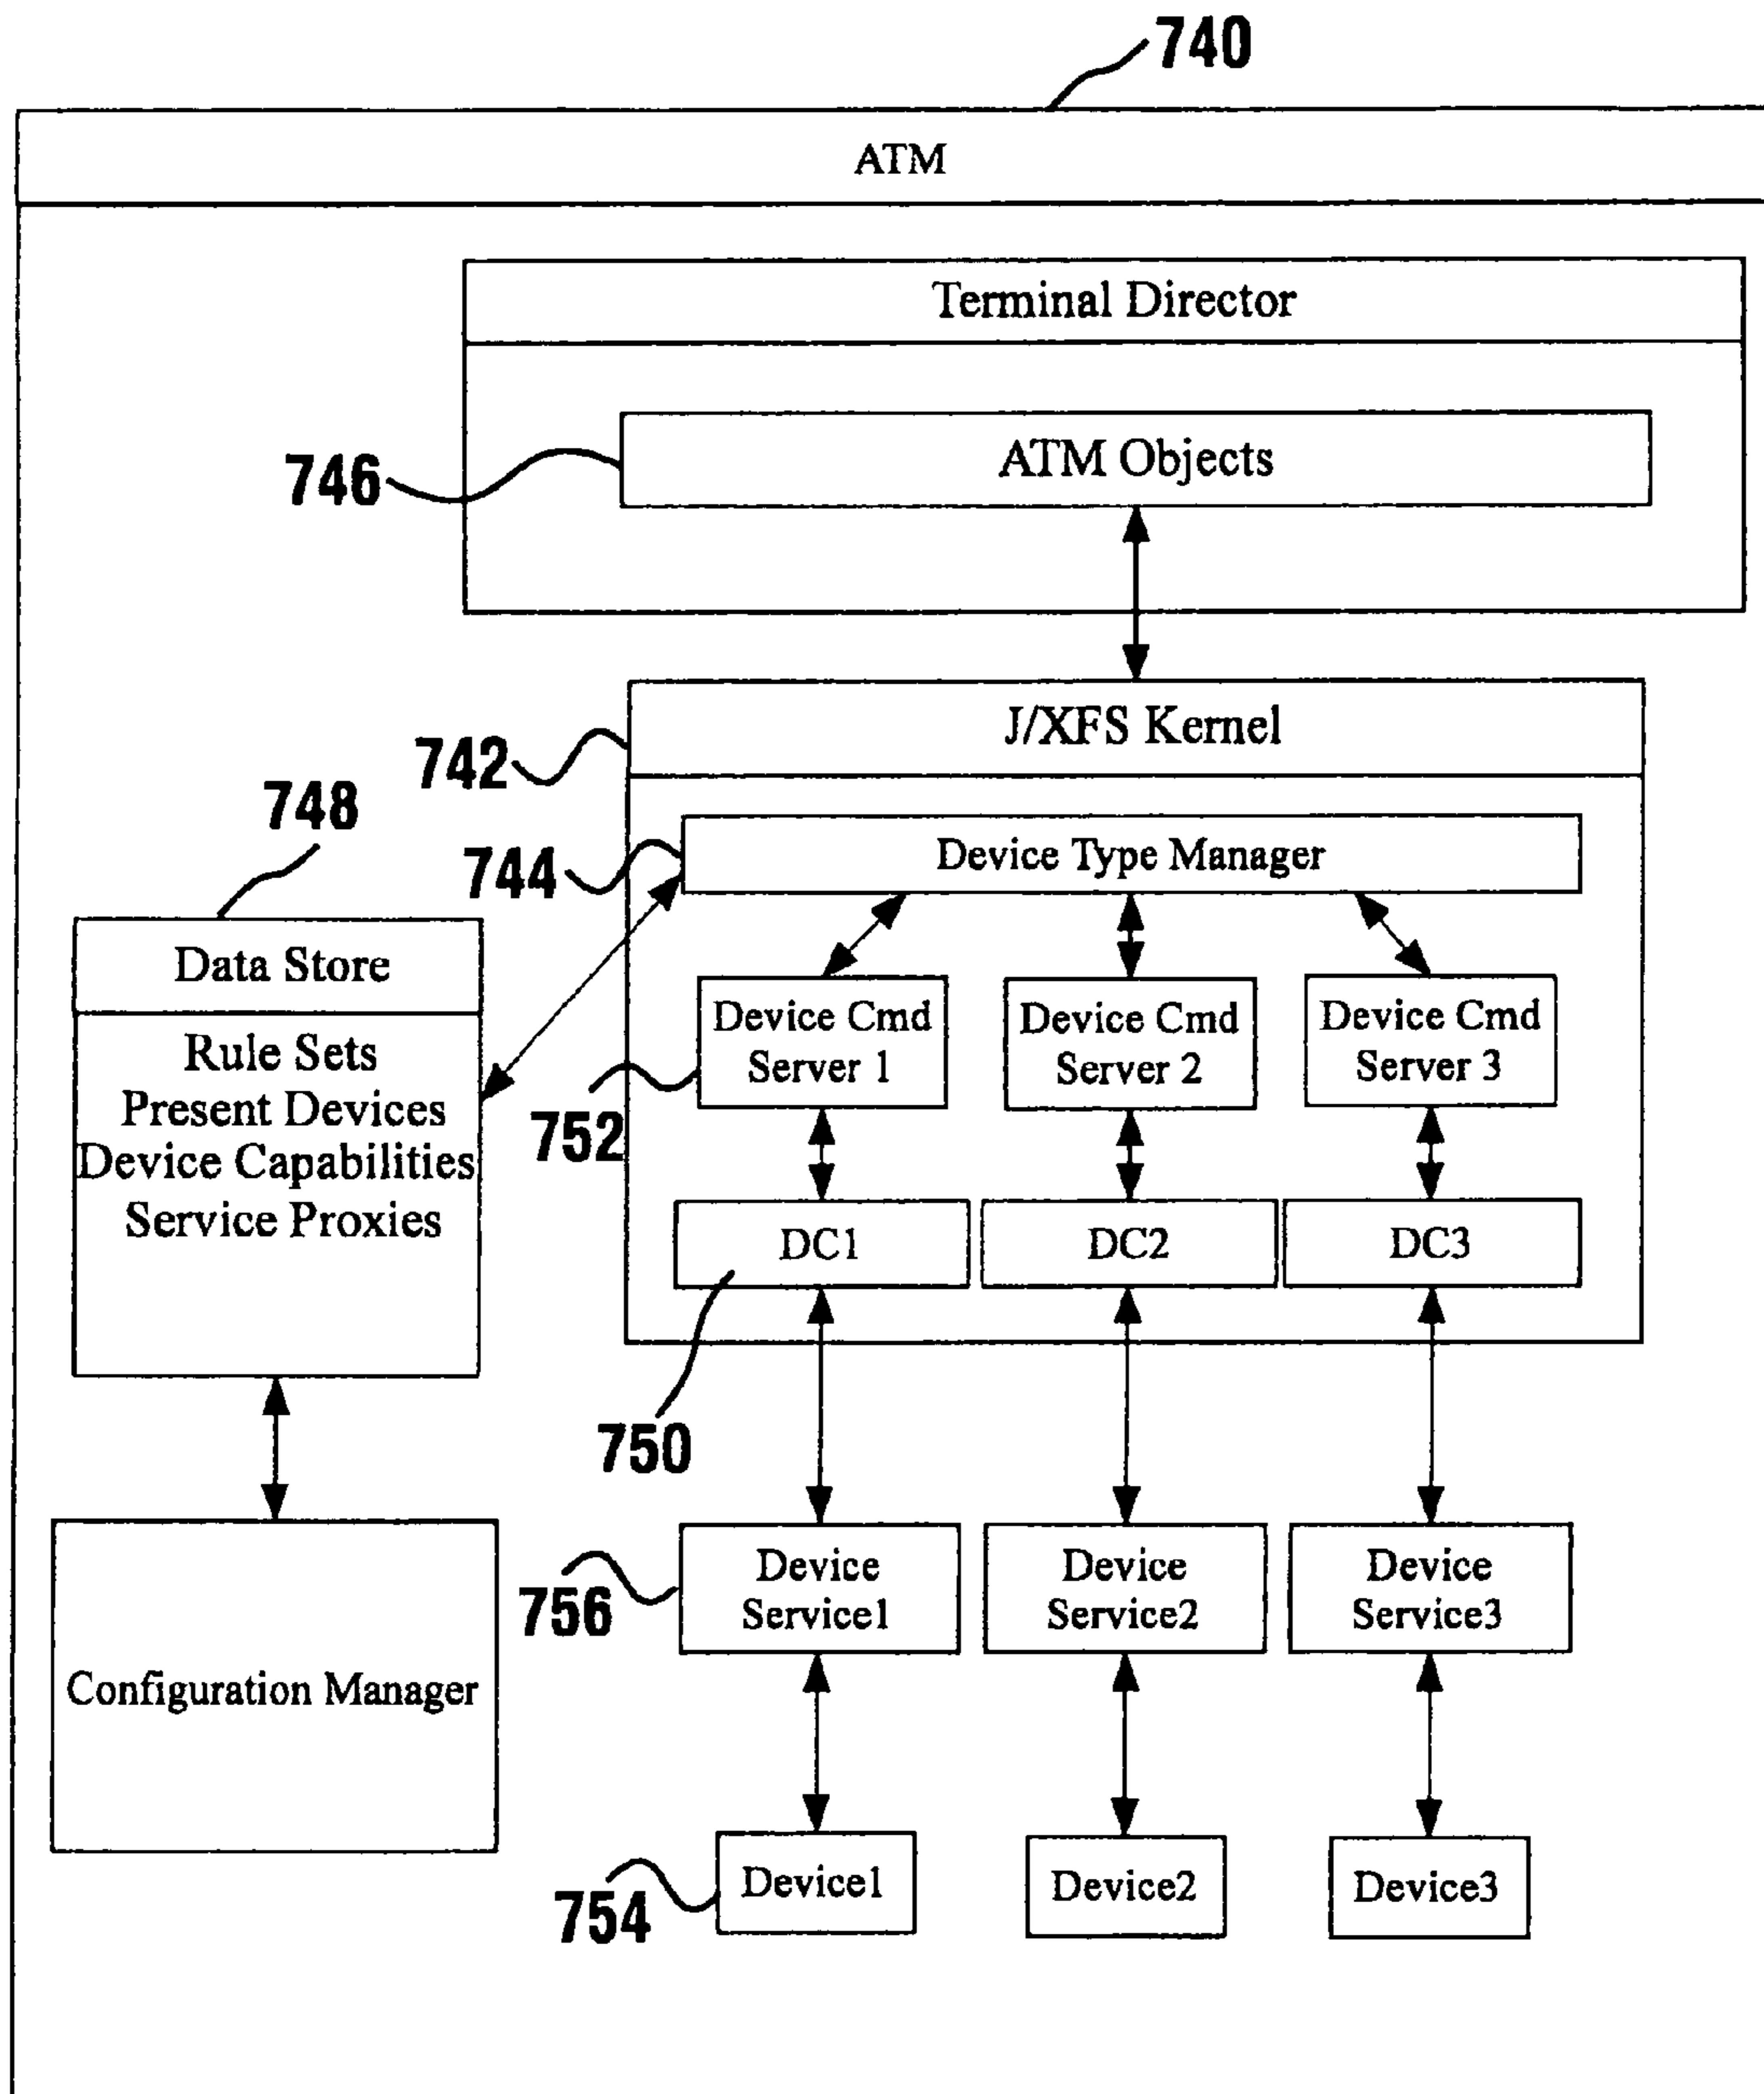 740
ATM
Terminal Director
746
ATM Objects
742
J/XFS Kernel
748
744
Device Type Manager
Data Store
Rule Sets
Present Devices
Device Capabilities
Service Proxies
Device Cmd
Server 1
Device Cmd
Server 2
Device Cmd
Server 3
752
DC1
DC2
DC3
750
Configuration Manager
756
Device
Service1
Device
Service2
Device
Service3
754
Device1
Device2
Device3